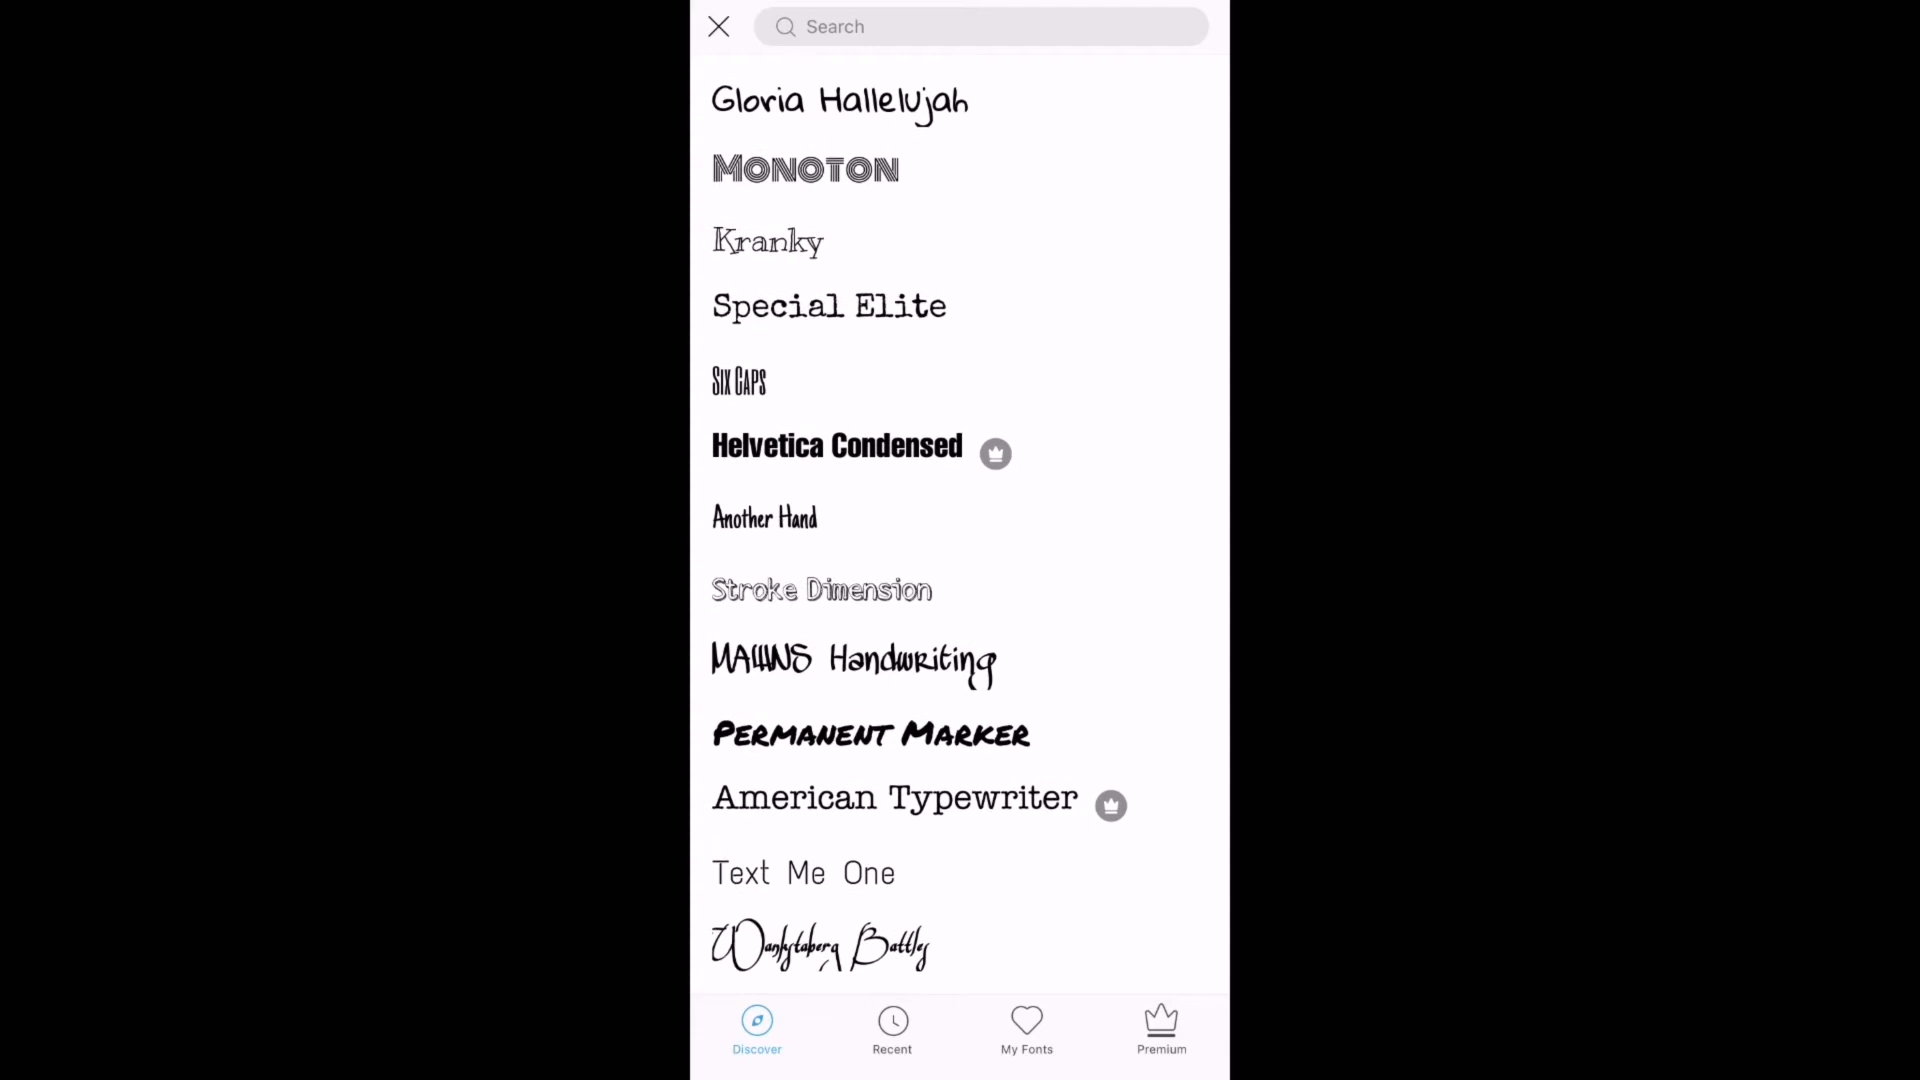 Search
Gloria Hallelujah
MONOTON
Kranky
Special Elite
SIX CAPS
Helvetica Condensed
Another Hand
Stroke Dimension
MAWNS Handwriting
PERMANENT MARKER
American Typewriter
Text Me One
Battles
Discover
Recent
My Fonts
Premium